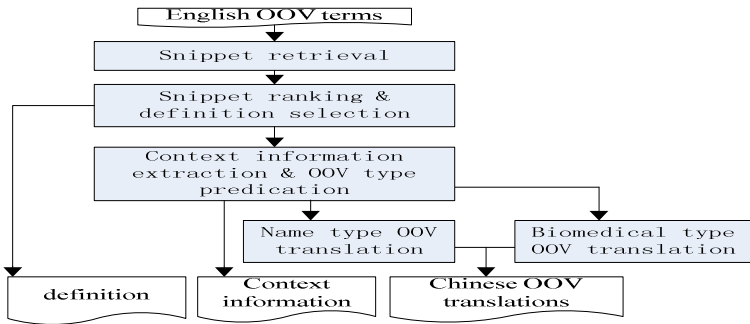 English OOV terms
Snippet retrieval
Snippet ranking &
definition selection
Context information
extraction & OOV type
predication
Name type OOV
translation
Biomedical type
OOV translation
definition
Context
information
Chinese OOV
translations